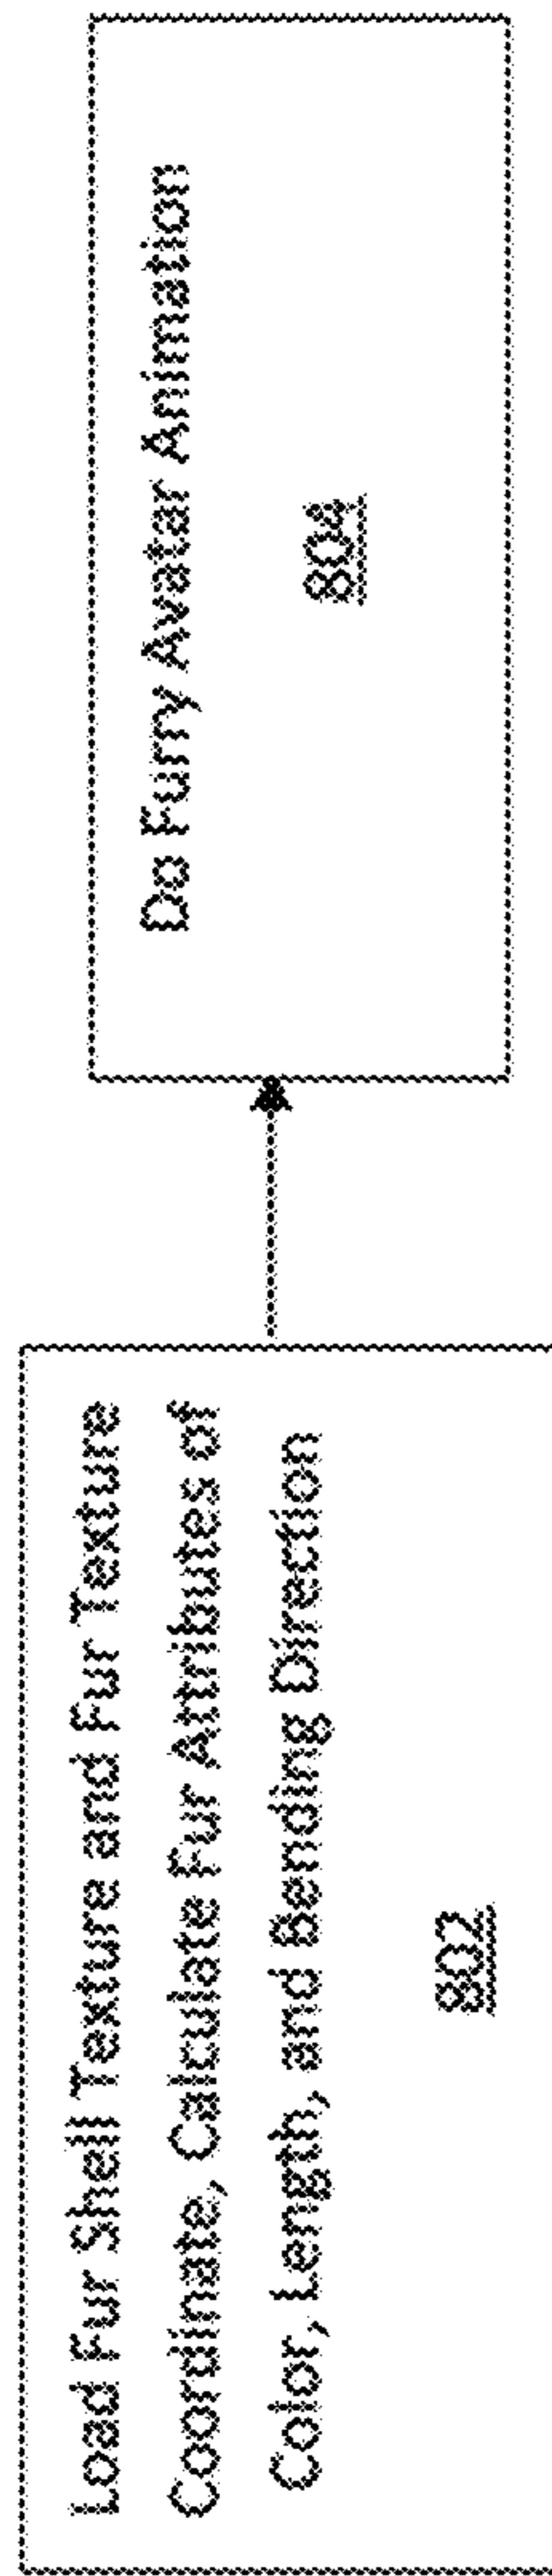 Load Fur Shell Texture and Fur Texture
Coordinate, Calculate Fur Attributes of
Color, Length, and Bending Direction
802
Do Furry Avatar Animation
804